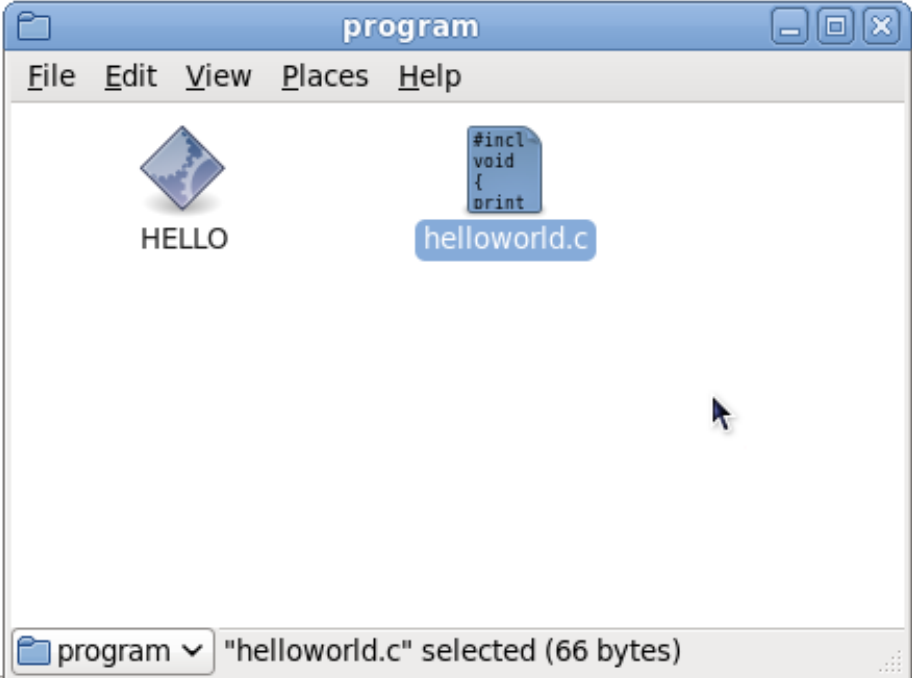 program
File Edit View Places Help
#incl
void
{
print
HELLO
helloworld.c
program "helloworld.c" selected (66 bytes)